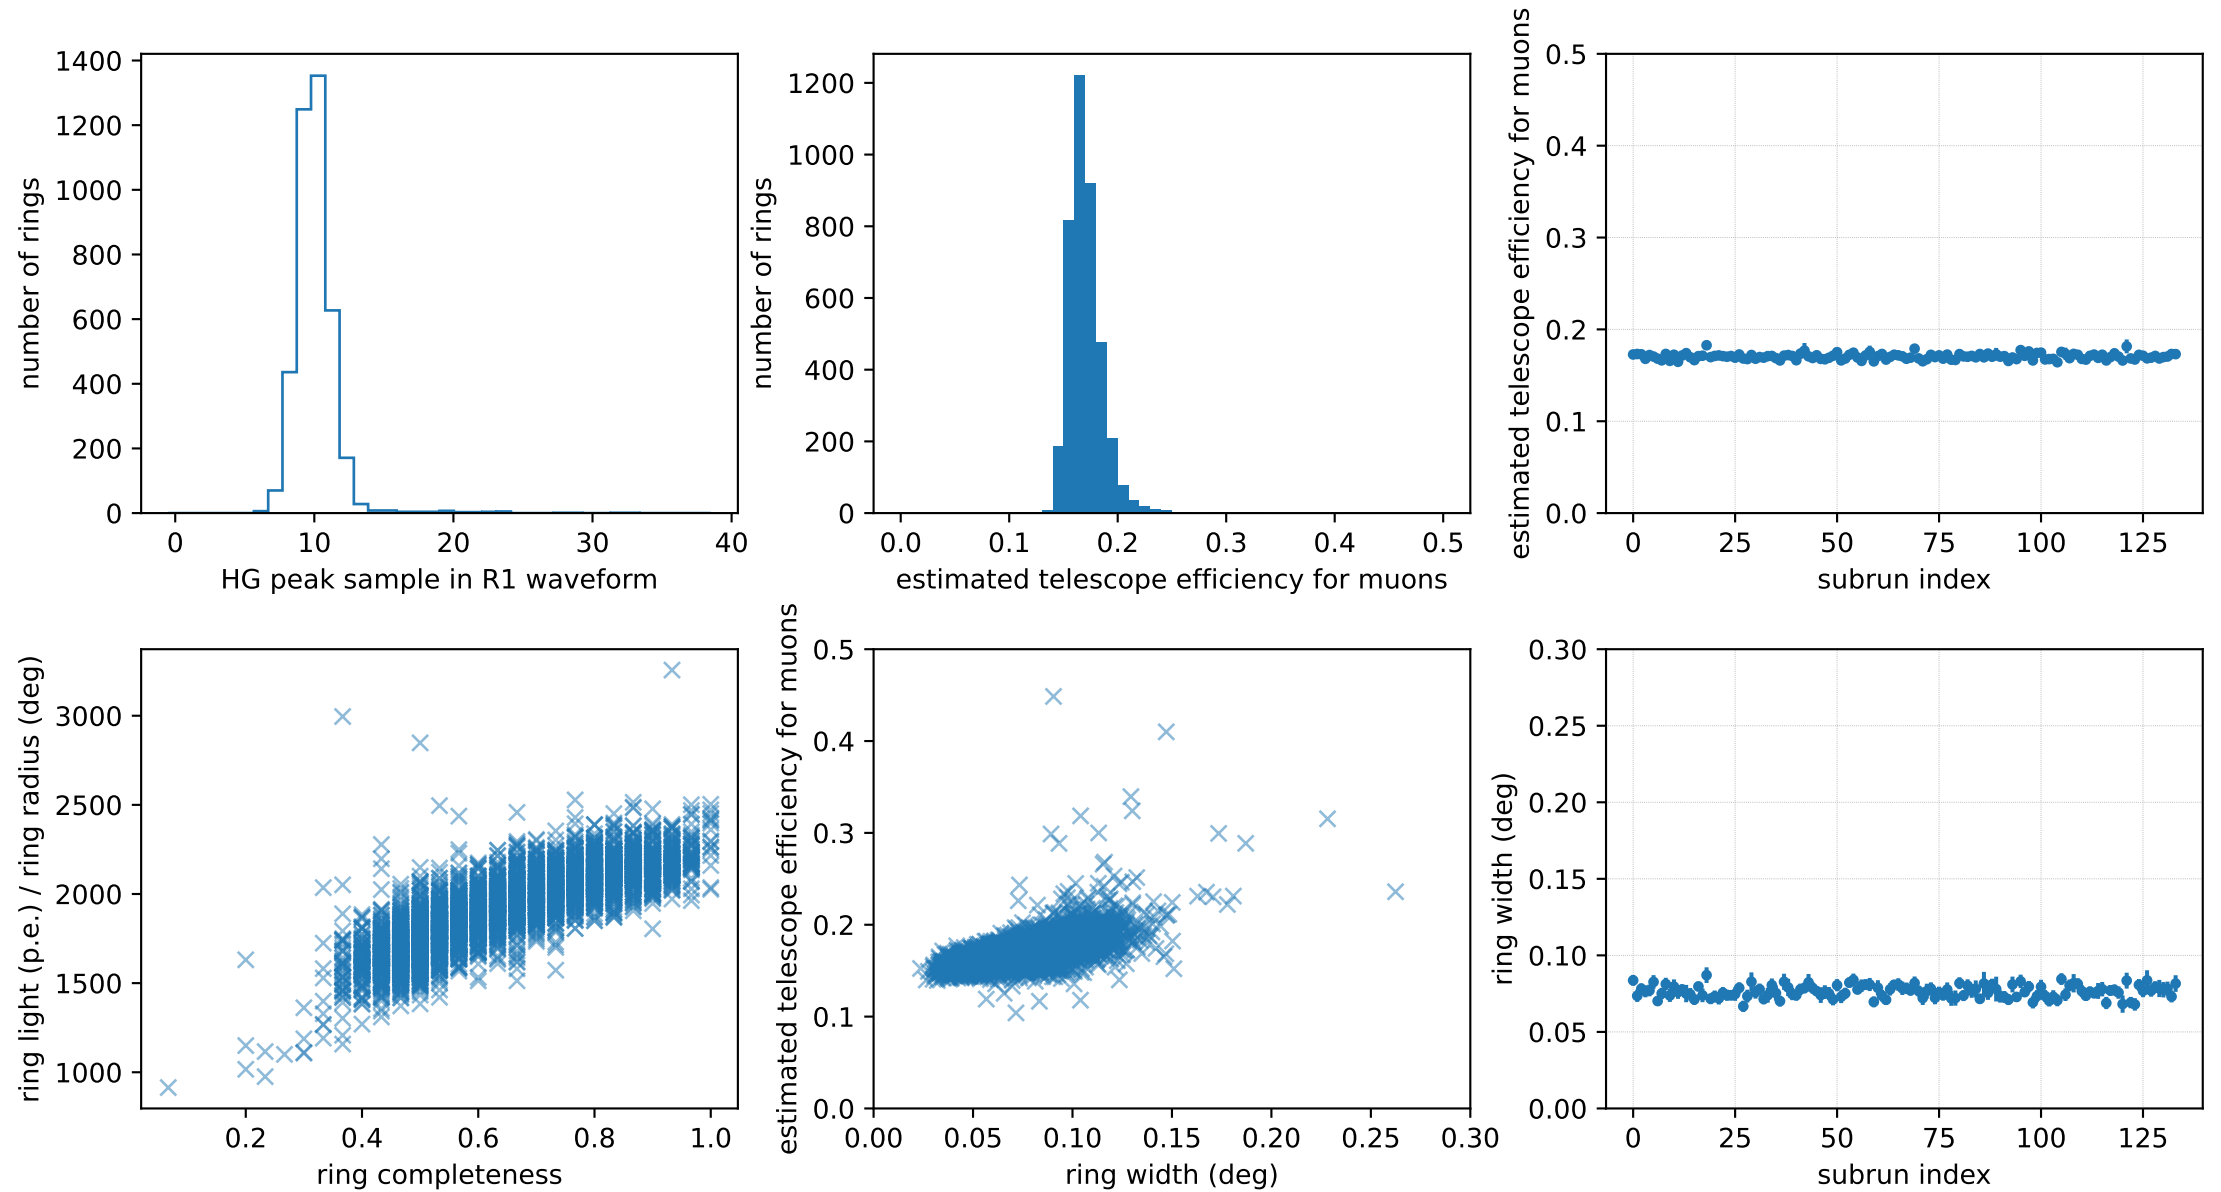 1400
1200
1000
800
600
400
200
0
number of rings
0 10 20 30 40
HG peak sample in R1 waveform
1200
1000
800
600
400
200
0
number of rings
0.0 0.1 0.2 0.3 0.4 0.5
estimated telescope efficiency for muons
0.5
0.4
0.3
0.2
0.1
0.0
estimated telescope efficiency for muons
0 25 50 75 100 125
subrun index
3000
2500
2000
1500
1000
ring light (p.e.) / ring radius (deg)
0.2 0.4 0.6 0.8 1.0
ring completeness
0.5
0.4
0.3
0.2
0.1
0.0
estimated telescope efficiency for muons
0.00 0.05 0.10 0.15 0.20 0.25 0.30
ring width (deg)
0.30
0.25
0.20
0.15
0.10
0.05
0.00
ring width (deg)
0 25 50 75 100 125
subrun index